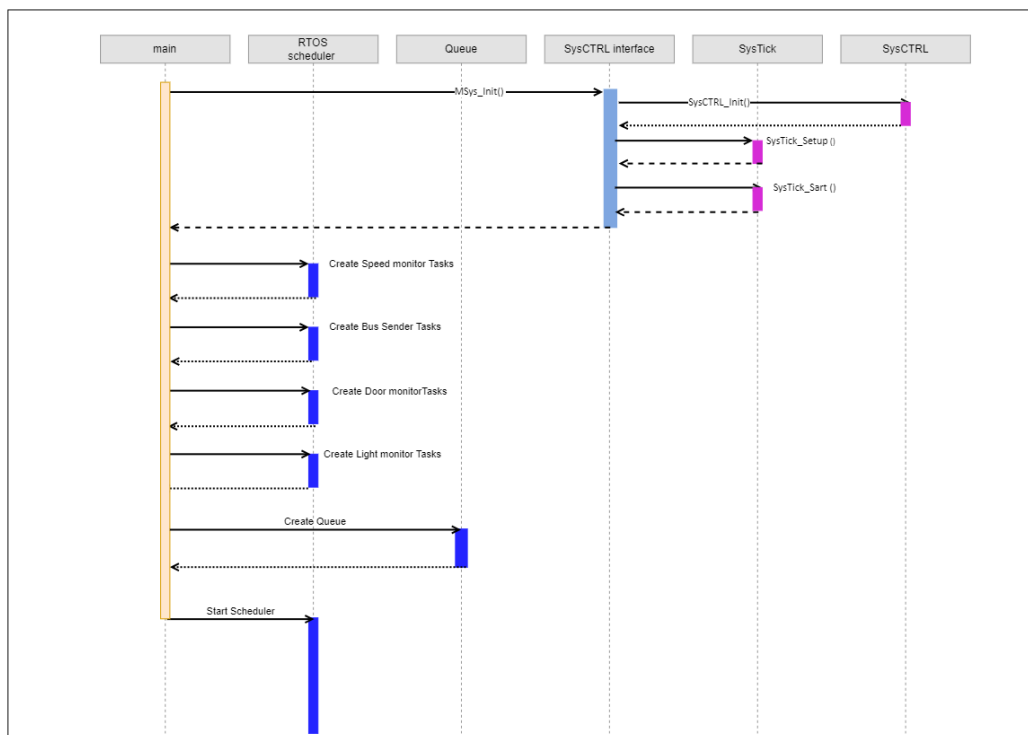 main
RTOS
scheduler
Queue
SysCTRL interface
SysTick
SysCTRL
MSys_Init()
SysCTRL_Init()
SysTick_Setup ()
SysTick_Sart ()
Create Speed monitor Tasks
Create Bus Sender Tasks
Create Door monitorTasks
Create Light monitor Tasks
Create Queue
Start Scheduler